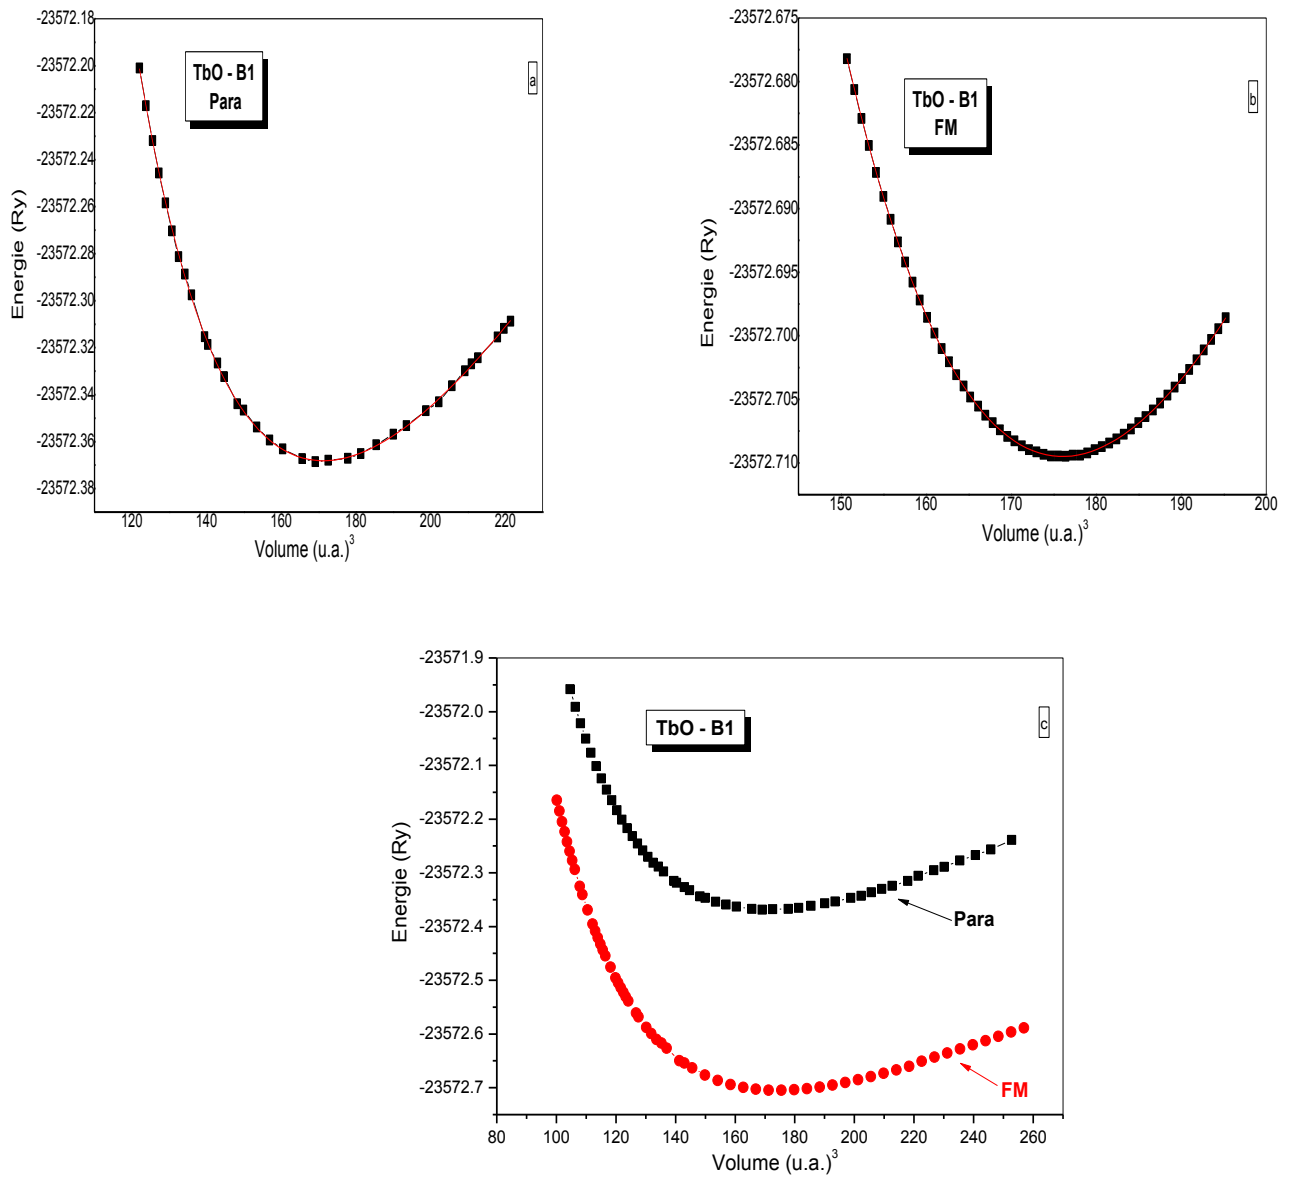 TbO - B1
Para
a
Energie (Ry)
-23572.18
-23572.20
-23572.22
-23572.24
-23572.26
-23572.28
-23572.30
-23572.32
-23572.34
-23572.36
-23572.38
120 140 160 180 200 220
Volume (u.a.)³
TbO - B1
FM
b
Energie (Ry)
-23572.675
-23572.680
-23572.685
-23572.690
-23572.695
-23572.700
-23572.705
-23572.710
150 160 170 180 190 200
Volume (u.a.)³
TbO - B1
c
Energie (Ry)
-23571.9
-23572.0
-23572.1
-23572.2
-23572.3
-23572.4
-23572.5
-23572.6
-23572.7
Para
FM
80 100 120 140 160 180 200 220 240 260
Volume (u.a.)³